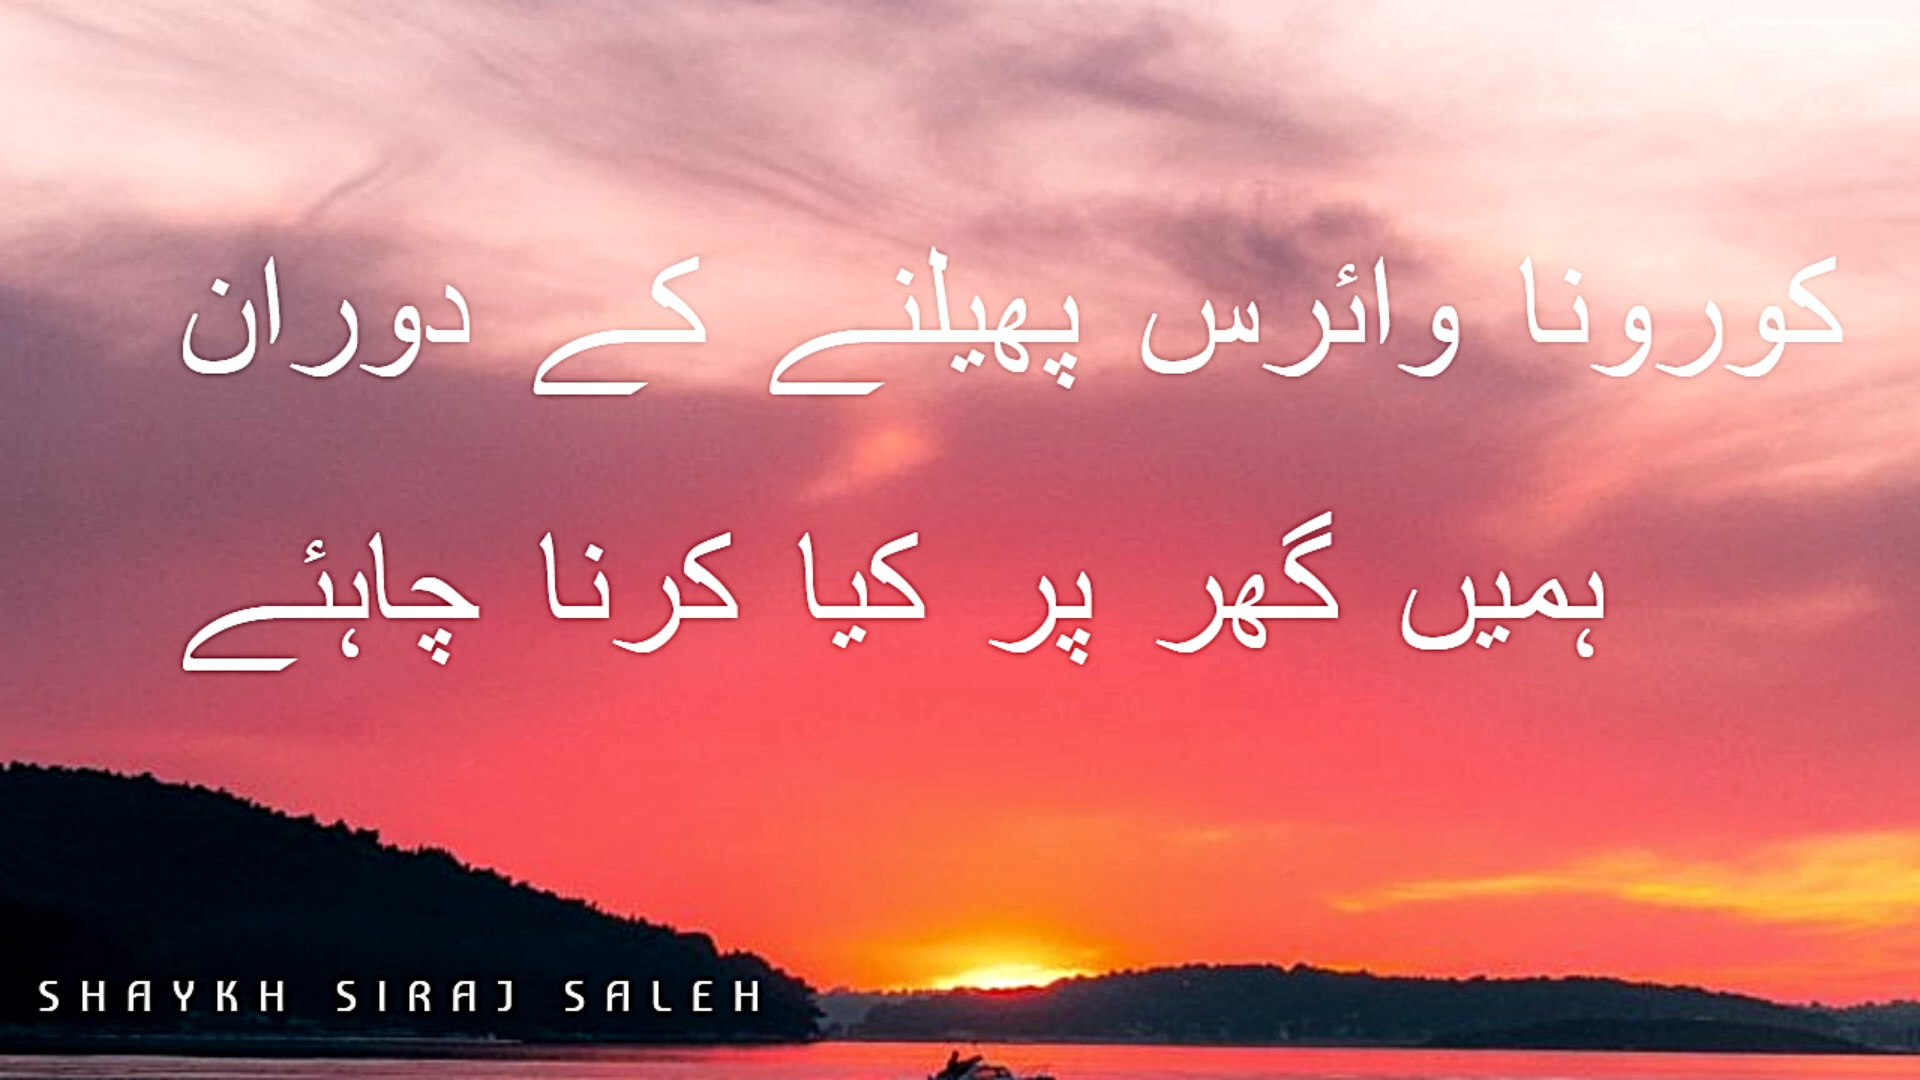 کورونا وائرس پھیلنے کے دوران
ہمیں گھر پر کیا کرنا چاہئے
SHAYKH SIRAJ SALEH